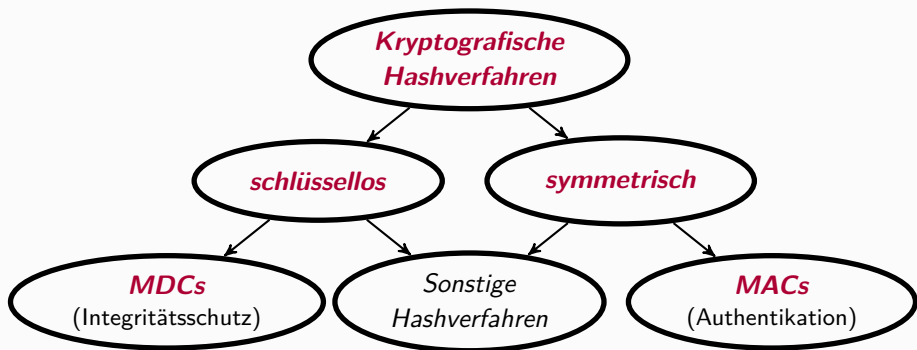 Kryptografische
Hashverfahren
schlüssellos
symmetrisch
MDCs
(Integritätsschutz)
Sonstige
Hashverfahren
MACs
(Authentikation)